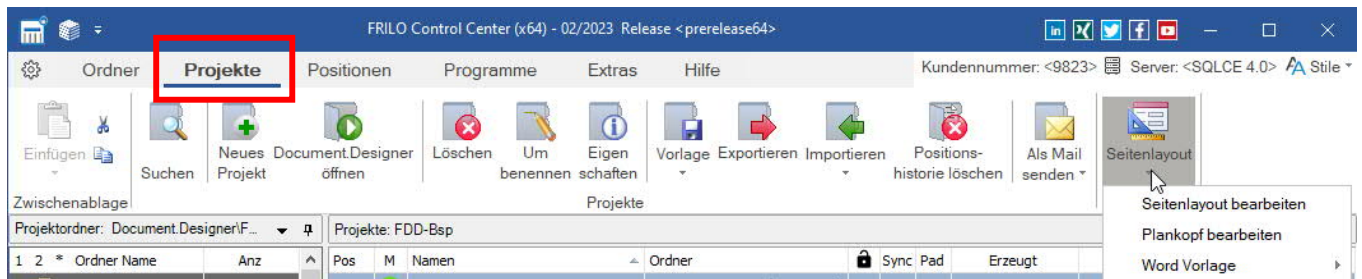 FRILO Control Center (x64) - 02/2023 Release <prerelease64>
Ordner Projekte Positionen Programme Extras Hilfe Kundennummer: <9823> Server: <SQLCE 4.0> Stile
Einfügen Suchen Neues Projekt Document.Designer öffnen Löschen Um benennen Eigen schaften Vorlage Exportieren Importieren Positions- historie löschen Als Mail senden Seitenlayout
Zwischenablage Projekte
Seitenlayout bearbeiten
Projektordner: Document.Designer\F... Projekte: FDD-Bsp
Plankopf bearbeiten
1 2 * Ordner Name Anz Pos M Namen Ordner Sync Pad Erzeugt
Word Vorlage